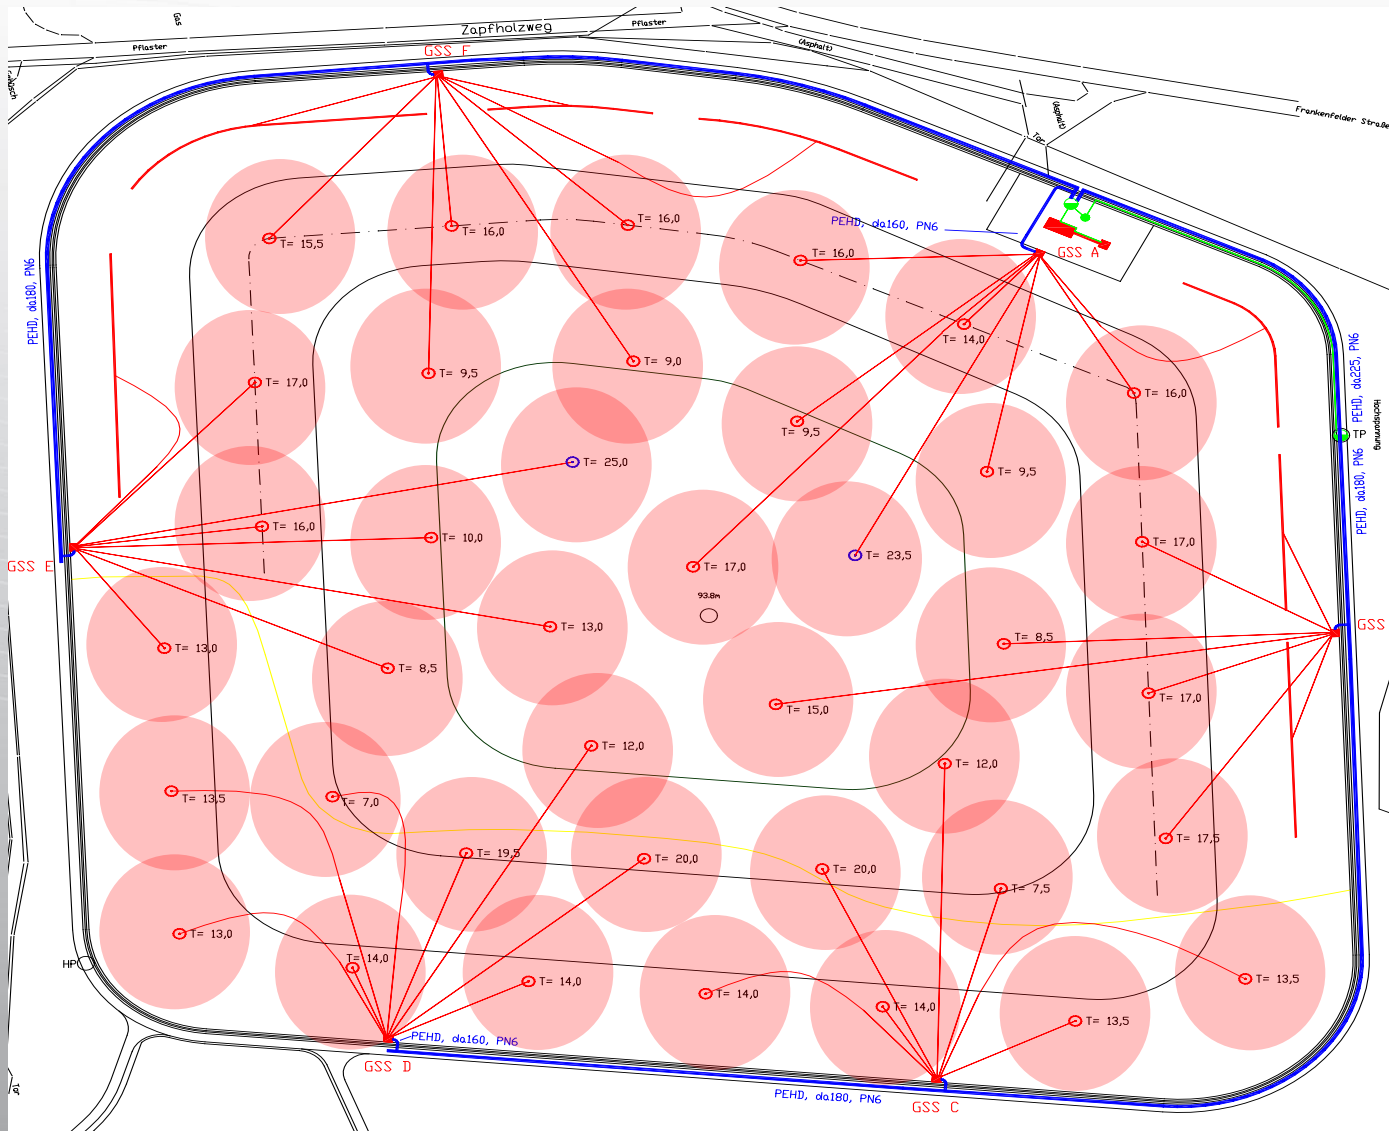 Gas
Zapfholzweg
Pflaster
Pflaster
(Asphalt)
GSS F
(Asphalt)
Frankenfelder Straße
Tor
T= 16,0
T= 16,0
PEHD, da160, PN6
T= 15,5
T= 16,0
GSS A
PEHD, da180, PN6
T= 14,0
T= 9,0
T= 9,5
T= 17,0
T= 16,0
PEHD, da225, PN6
Hochspannung
T= 9,5
TP
T= 25,0
T= 9,5
PEHD, da180, PN6
T= 16,0
T= 10,0
T= 17,0
T= 23,5
GSS E
T= 17,0
93.8m
GSS
T= 13,0
T= 8,5
T= 13,0
T= 8,5
T= 17,0
T= 15,0
T= 12,0
T= 12,0
T= 13,5
T= 7,0
T= 17,5
T= 19,5
T= 20,0
T= 20,0
T= 7,5
T= 13,0
T= 14,0
HP
T= 14,0
T= 14,0
T= 13,5
T= 14,0
T= 13,5
PEHD, da160, PN6
GSS D
Tor
PEHD, da180, PN6
GSS C